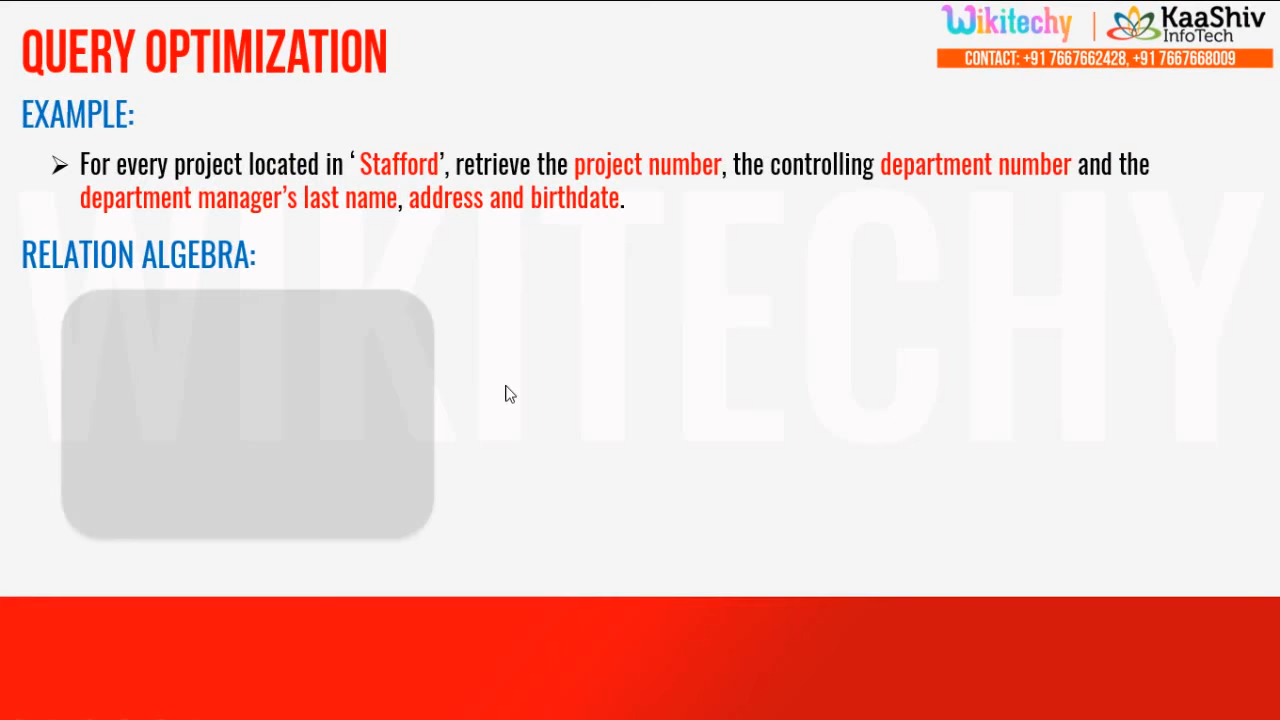 QUERY OPTIMIZATION
Wikitechy | KaaShiv
InfoTech
CONTACT: +91 7667662428, +91 7667668009
EXAMPLE:
➢ For every project located in ‘ Stafford’, retrieve the project number, the controlling department number and the
department manager’s last name, address and birthdate.
RELATION ALGEBRA:
WIKITECHY